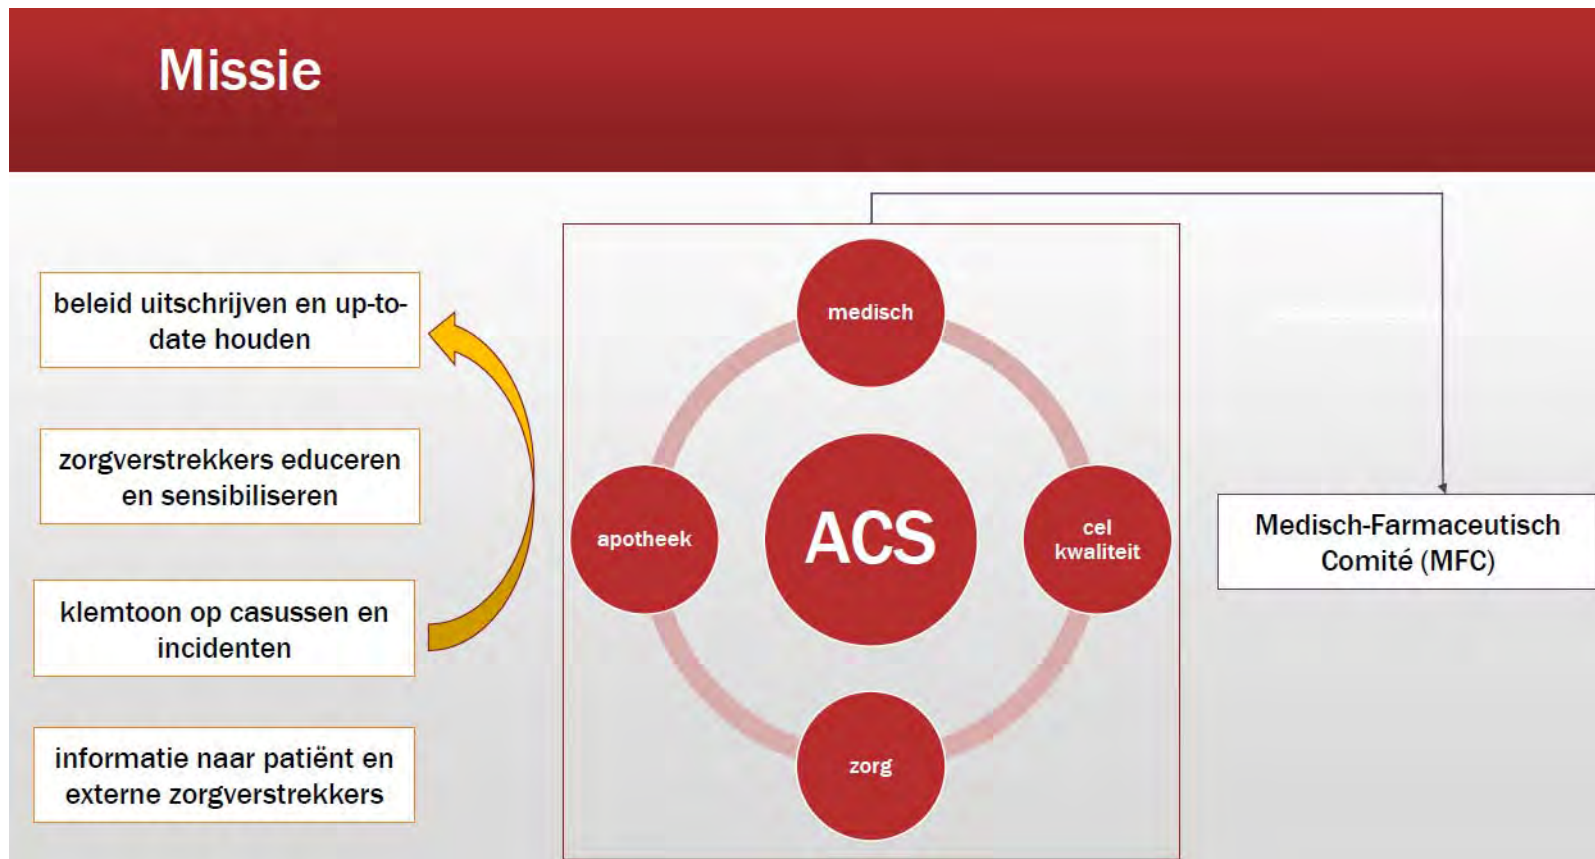 Missie
beleid uitschrijven en up-to-
date houden
zorgverstrekkers educeren
en sensibiliseren
klemtoon op casussen en
incidenten
informatie naar patiënt en
externe zorgverstrekkers
medisch
apotheek
ACS
cel
kwaliteit
zorg
Medisch-Farmaceutisch
Comité (MFC)